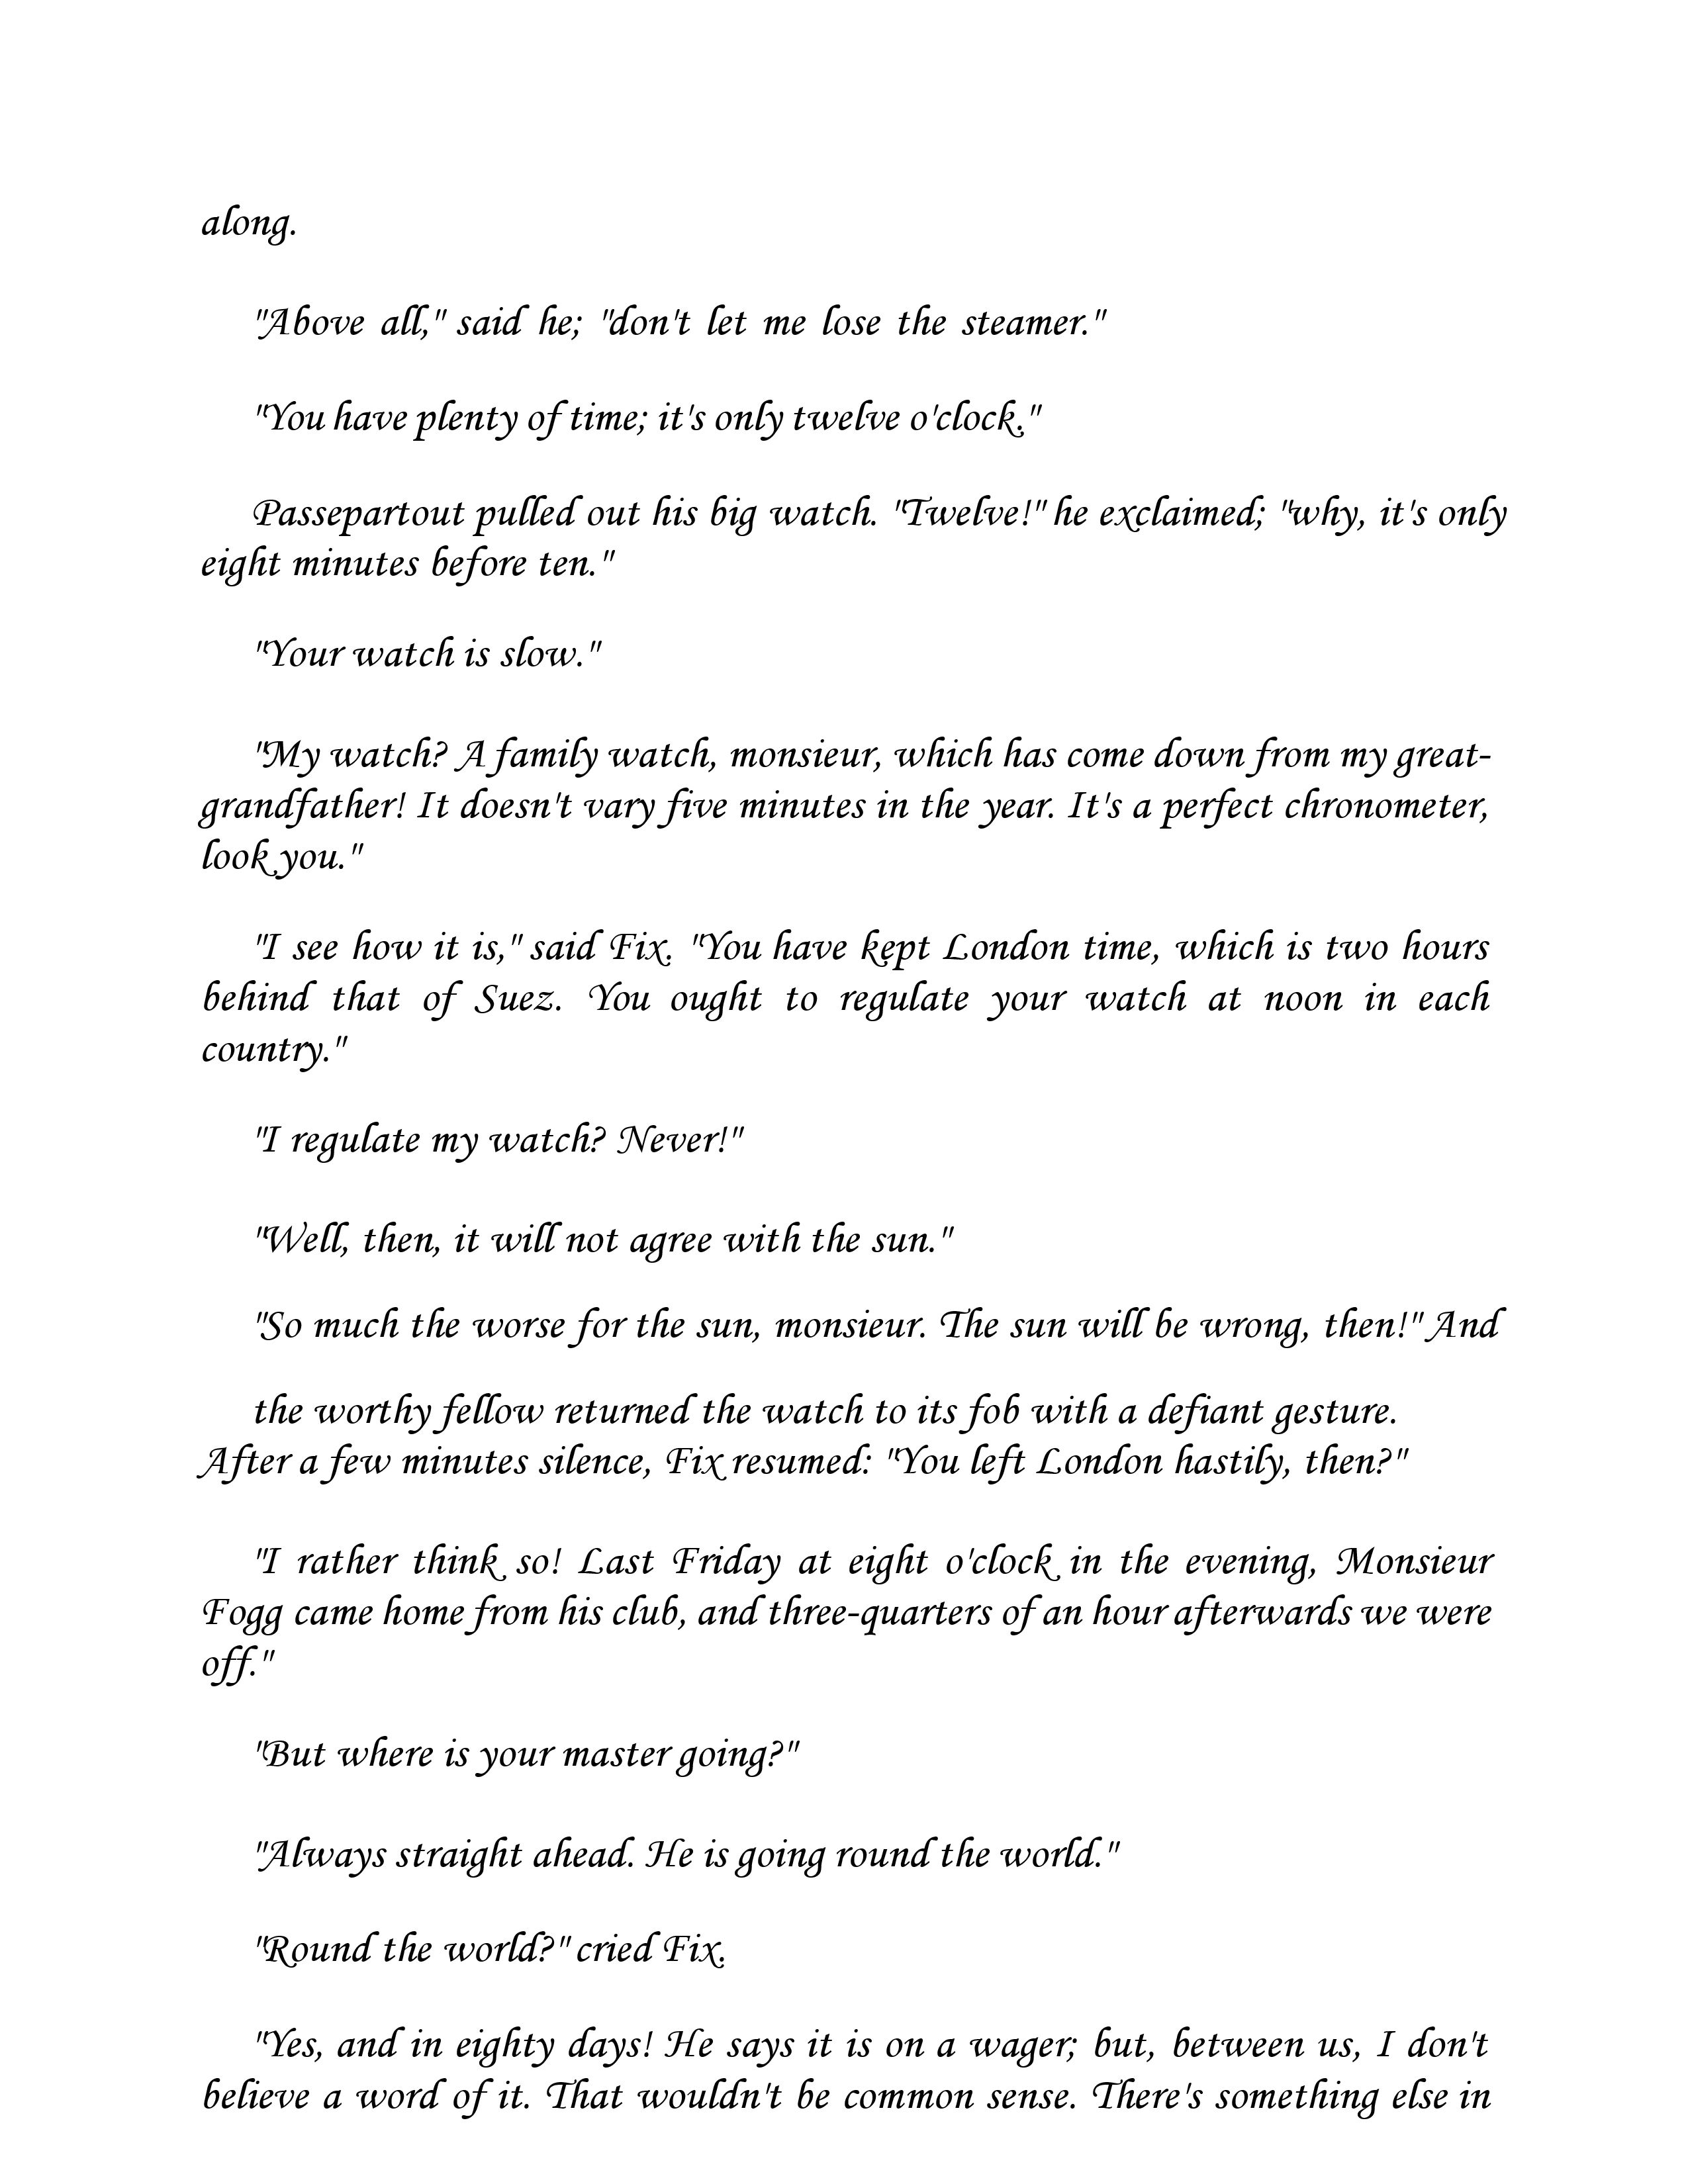 along.
"Above all," said he; "don't let me lose the steamer."
"You have plenty of time; it's only twelve o'clock."
Passepartout pulled out his big watch. "Twelve!" he exclaimed; "why, it's only
eight minutes before ten."
"Your watch is slow."
"My watch? A family watch, monsieur, which has come down from my great-
grandfather! It doesn't vary five minutes in the year. It's a perfect chronometer,
look you."
"I see how it is," said Fix. "You have kept London time, which is two hours
behind that of Suez. You ought to regulate your watch at noon in each
country."
"I regulate my watch? Never!"
"Well, then, it will not agree with the sun."
"So much the worse for the sun, monsieur. The sun will be wrong, then!" And
the worthy fellow returned the watch to its fob with a defiant gesture.
After a few minutes silence, Fix resumed: "You left London hastily, then?"
"I rather think so! Last Friday at eight o'clock in the evening, Monsieur
Fogg came home from his club, and three-quarters of an hour afterwards we were
off."
"But where is your master going?"
"Always straight ahead. He is going round the world."
"Round the world?" cried Fix.
"Yes, and in eighty days! He says it is on a wager; but, between us, I don't
believe a word of it. That wouldn't be common sense. There's something else in